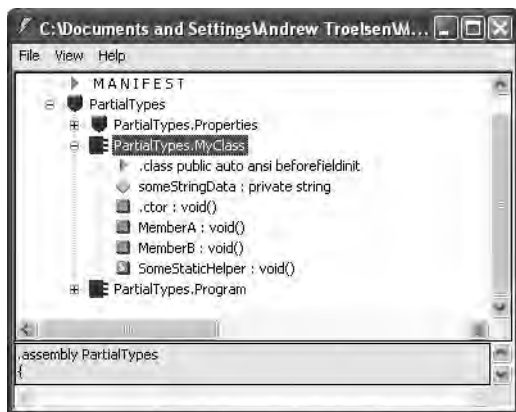 C:\Documents and Settings\Andrew Troelsen\M...
File View Help
MANIFEST
PartialTypes
PartialTypes.Properties
PartialTypes.MyClass
.class public auto ansi beforefieldinit
someStringData : private string
.ctor : void()
MemberA : void()
MemberB : void()
SomeStaticHelper : void()
PartialTypes.Program
.assembly PartialTypes
{